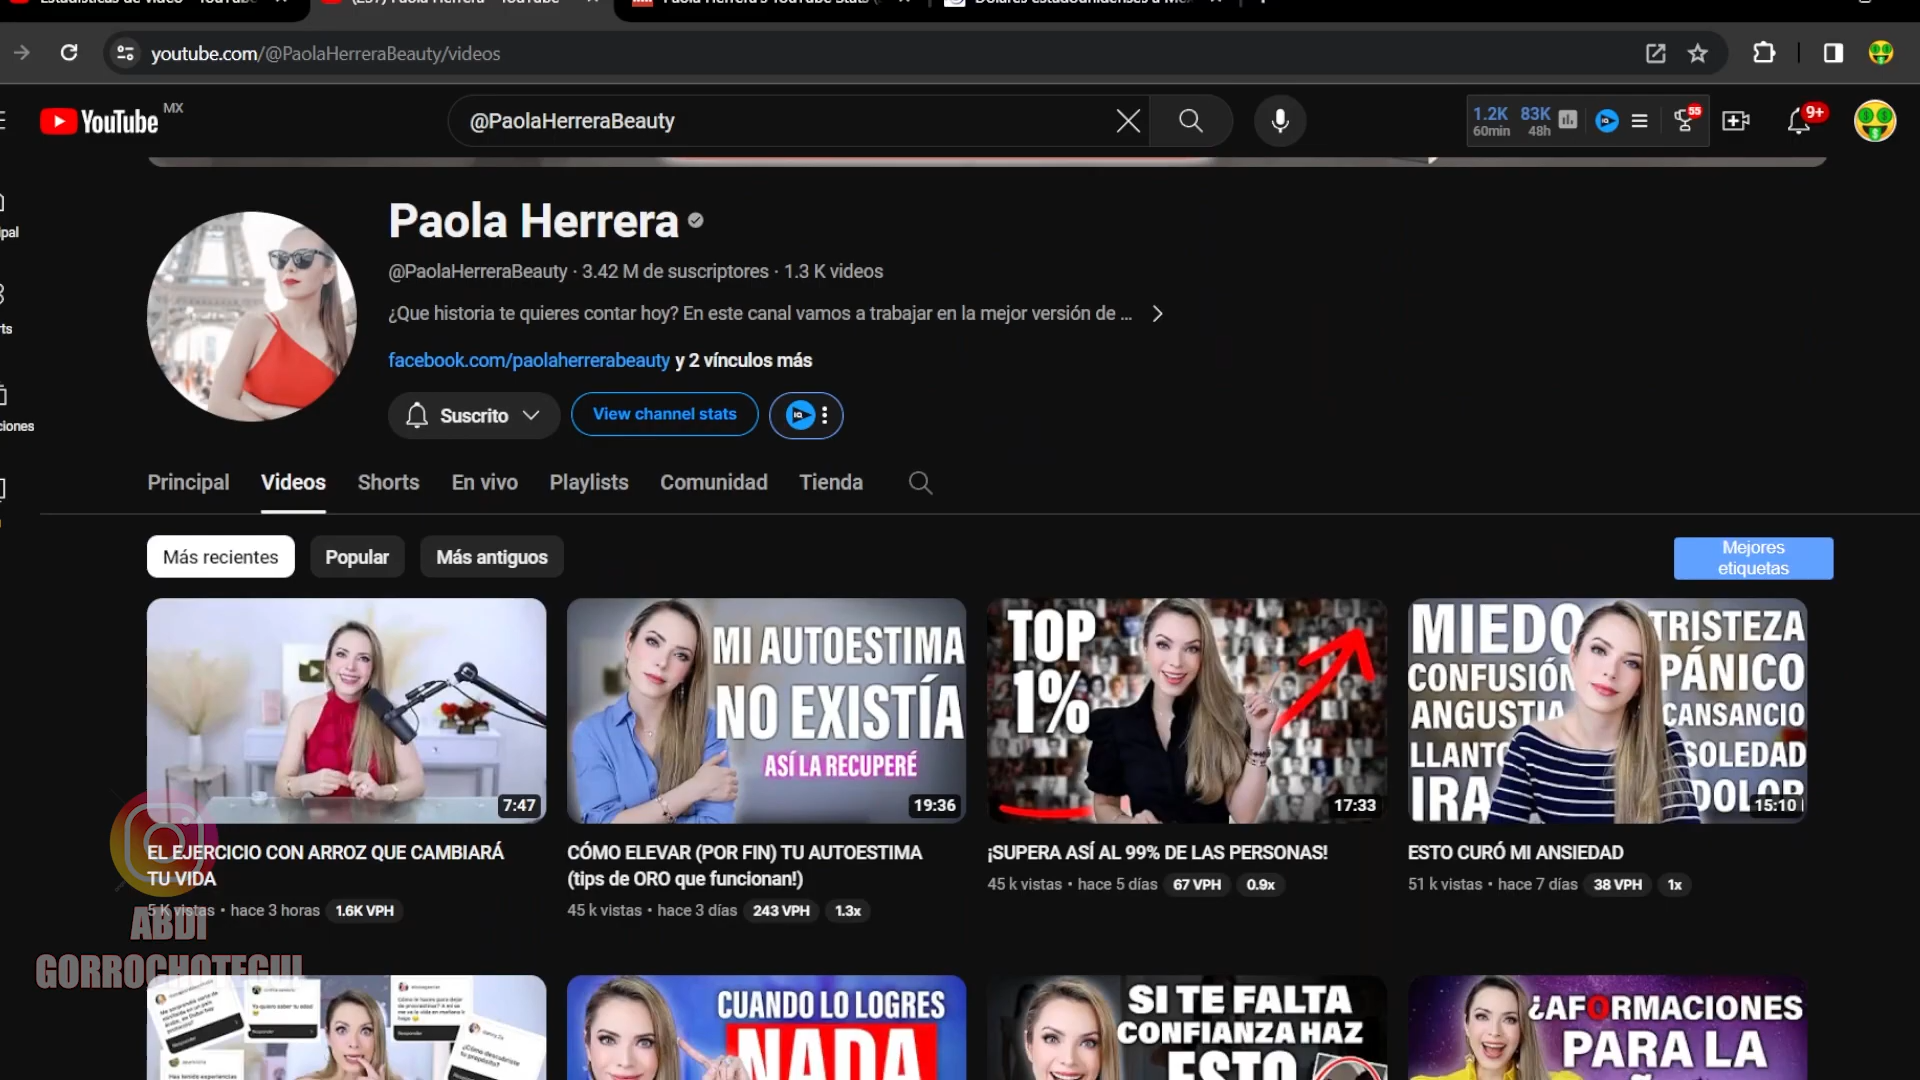 youtube.com/@PaolaHerreraBeauty/videos
YouTube MX
@PaolaHerreraBeauty
1.2K 83K
60min 48h
55
9+
Paola Herrera
@PaolaHerreraBeauty · 3.42 M de suscriptores · 1.3 K videos
¿Que historia te quieres contar hoy? En este canal vamos a trabajar en la mejor versión de ...
facebook.com/paolaherrerabeauty y 2 vínculos más
Suscrito
View channel stats
IQ
Principal Videos Shorts En vivo Playlists Comunidad Tienda
Más recientes Popular Más antiguos
Mejores
etiquetas
7:47
EL EJERCICIO CON ARROZ QUE CAMBIARÁ
TU VIDA
5 K vistas • hace 3 horas 1.6K VPH
MI AUTOESTIMA
NO EXISTÍA
ASÍ LA RECUPERÉ
19:36
CÓMO ELEVAR (POR FIN) TU AUTOESTIMA
(tips de ORO que funcionan!)
45 k vistas • hace 3 días 243 VPH 1.3x
TOP
1%
17:33
¡SUPERA ASÍ AL 99% DE LAS PERSONAS!
45 k vistas • hace 5 días 67 VPH 0.9x
MIEDO
CONFUSIÓN
ANGUSTIA
LLANTO
IRA
TRISTEZA
PÁNICO
CANSANCIO
SOLEDAD
DOLOR
15:10
ESTO CURÓ MI ANSIEDAD
51 k vistas • hace 7 días 38 VPH 1x
ABDI
GORROCHOTEGUI
CUANDO LO LOGRES
NADA
SI TE FALTA
CONFIANZA HAZ
ESTO
¿AFORMACIONES
PARA LA